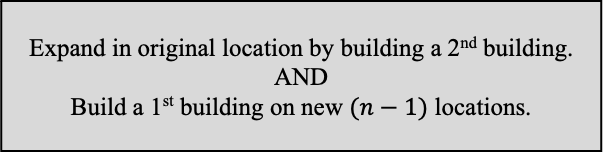 Expand in original location by building a 2nd building.
AND
Build a 1st building on new (n − 1) locations.